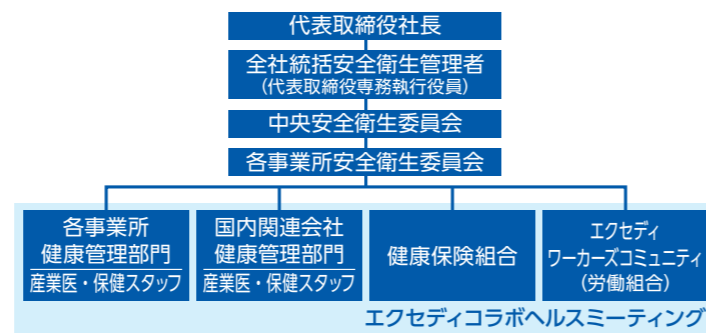 代表取締役社長
全社統括安全衛生管理者
(代表取締役専務執行役員)
中央安全衛生委員会
各事業所安全衛生委員会
各事業所
健康管理部門
産業医・保健スタッフ
国内関連会社
健康管理部門
産業医・保健スタッフ
健康保険組合
エクセディ
ワーカーズコミュニティ
(労働組合)
エクセディコラボヘルスミーティング